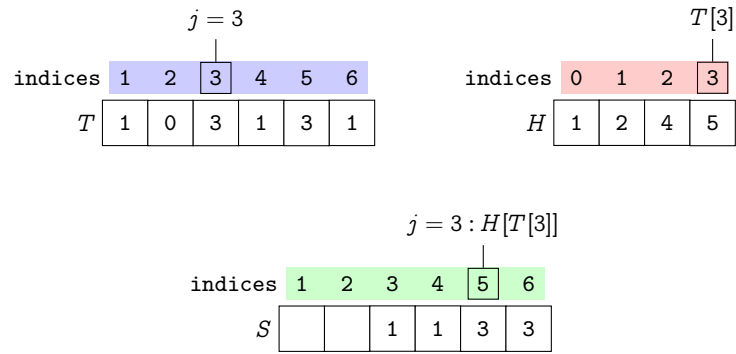 j = 3
T[3]
indices 1 2 3 4 5 6
indices 0 1 2 3
T 1 0 3 1 3 1
H 1 2 4 5
j = 3 : H[T[3]]
indices 1 2 3 4 5 6
S 1 1 3 3